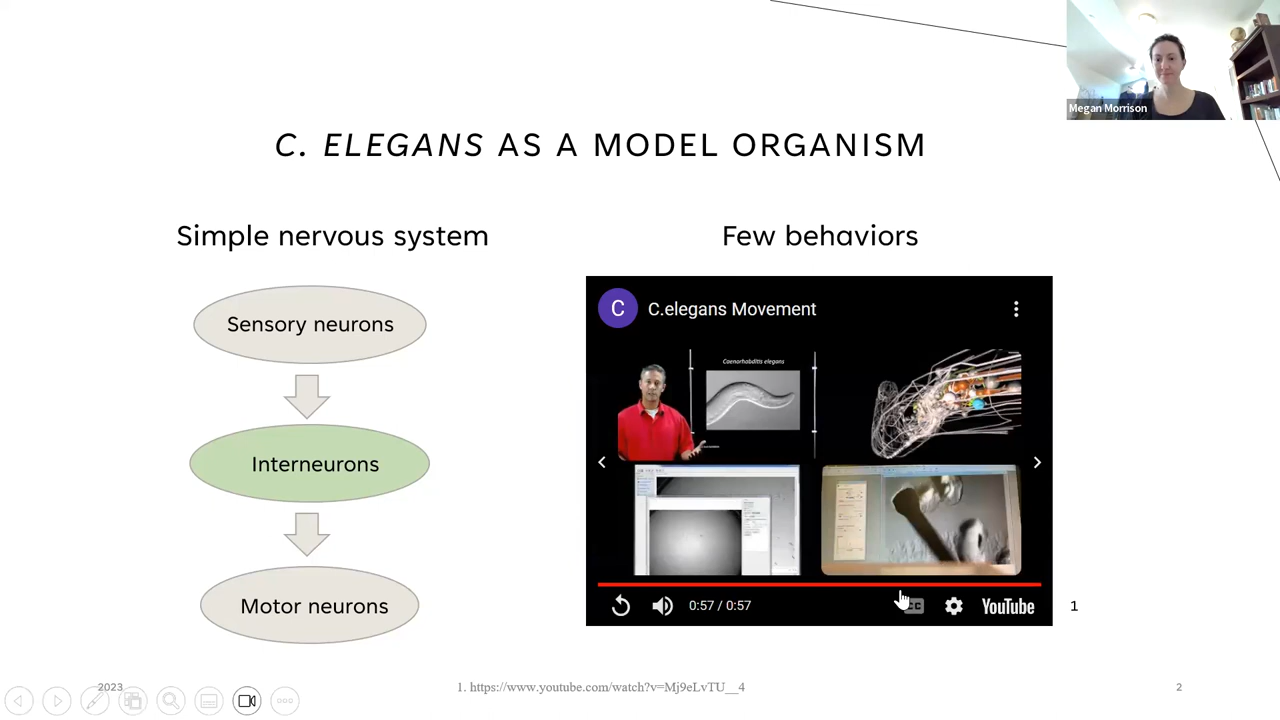 Megan Morrison
C. ELEGANS AS A MODEL ORGANISM
Simple nervous system
Few behaviors
Sensory neurons
Interneurons
Motor neurons
C
C.elegans Movement
Caenorhabditis elegans
0:57 / 0:57
CC
YouTube
1
2023
1. https://www.youtube.com/watch?v=Mj9eLvTU__4
2